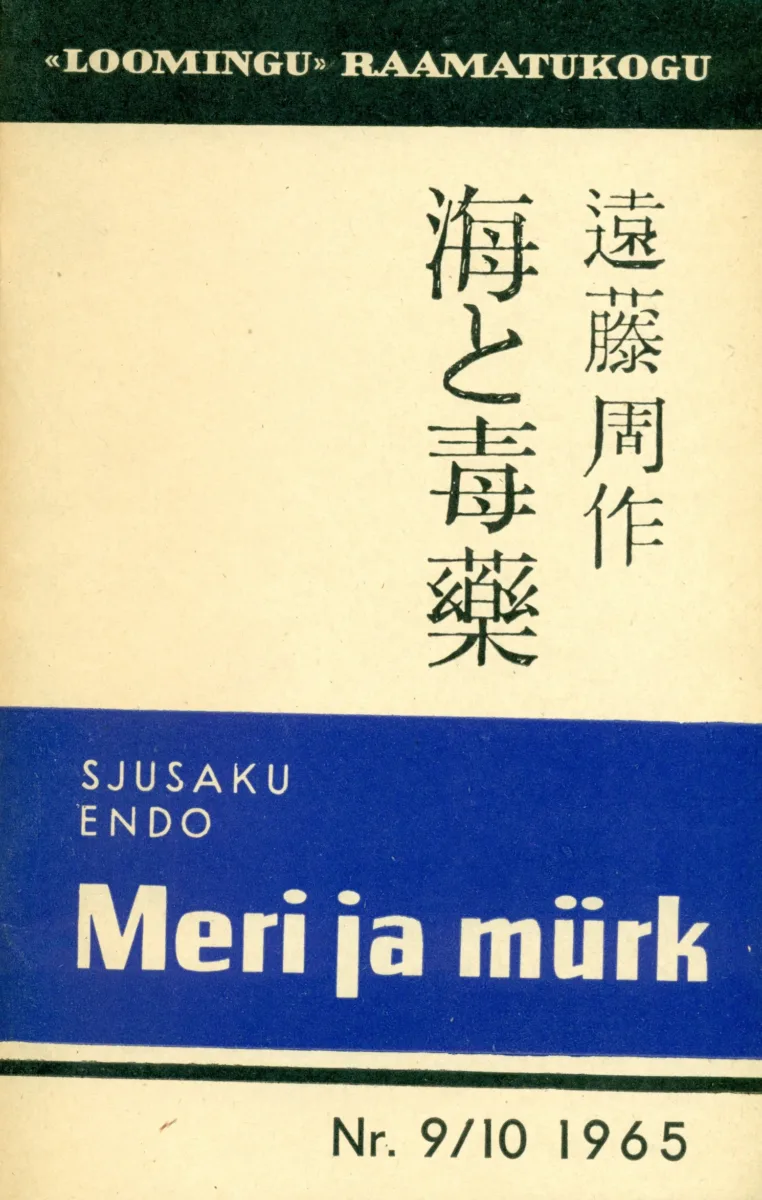 «LOOMINGU» RAAMATUKOGU
遠藤周作
海と毒藥
SJUSAKU
ENDO
Meri ja mürk
Nr. 9/10 1965